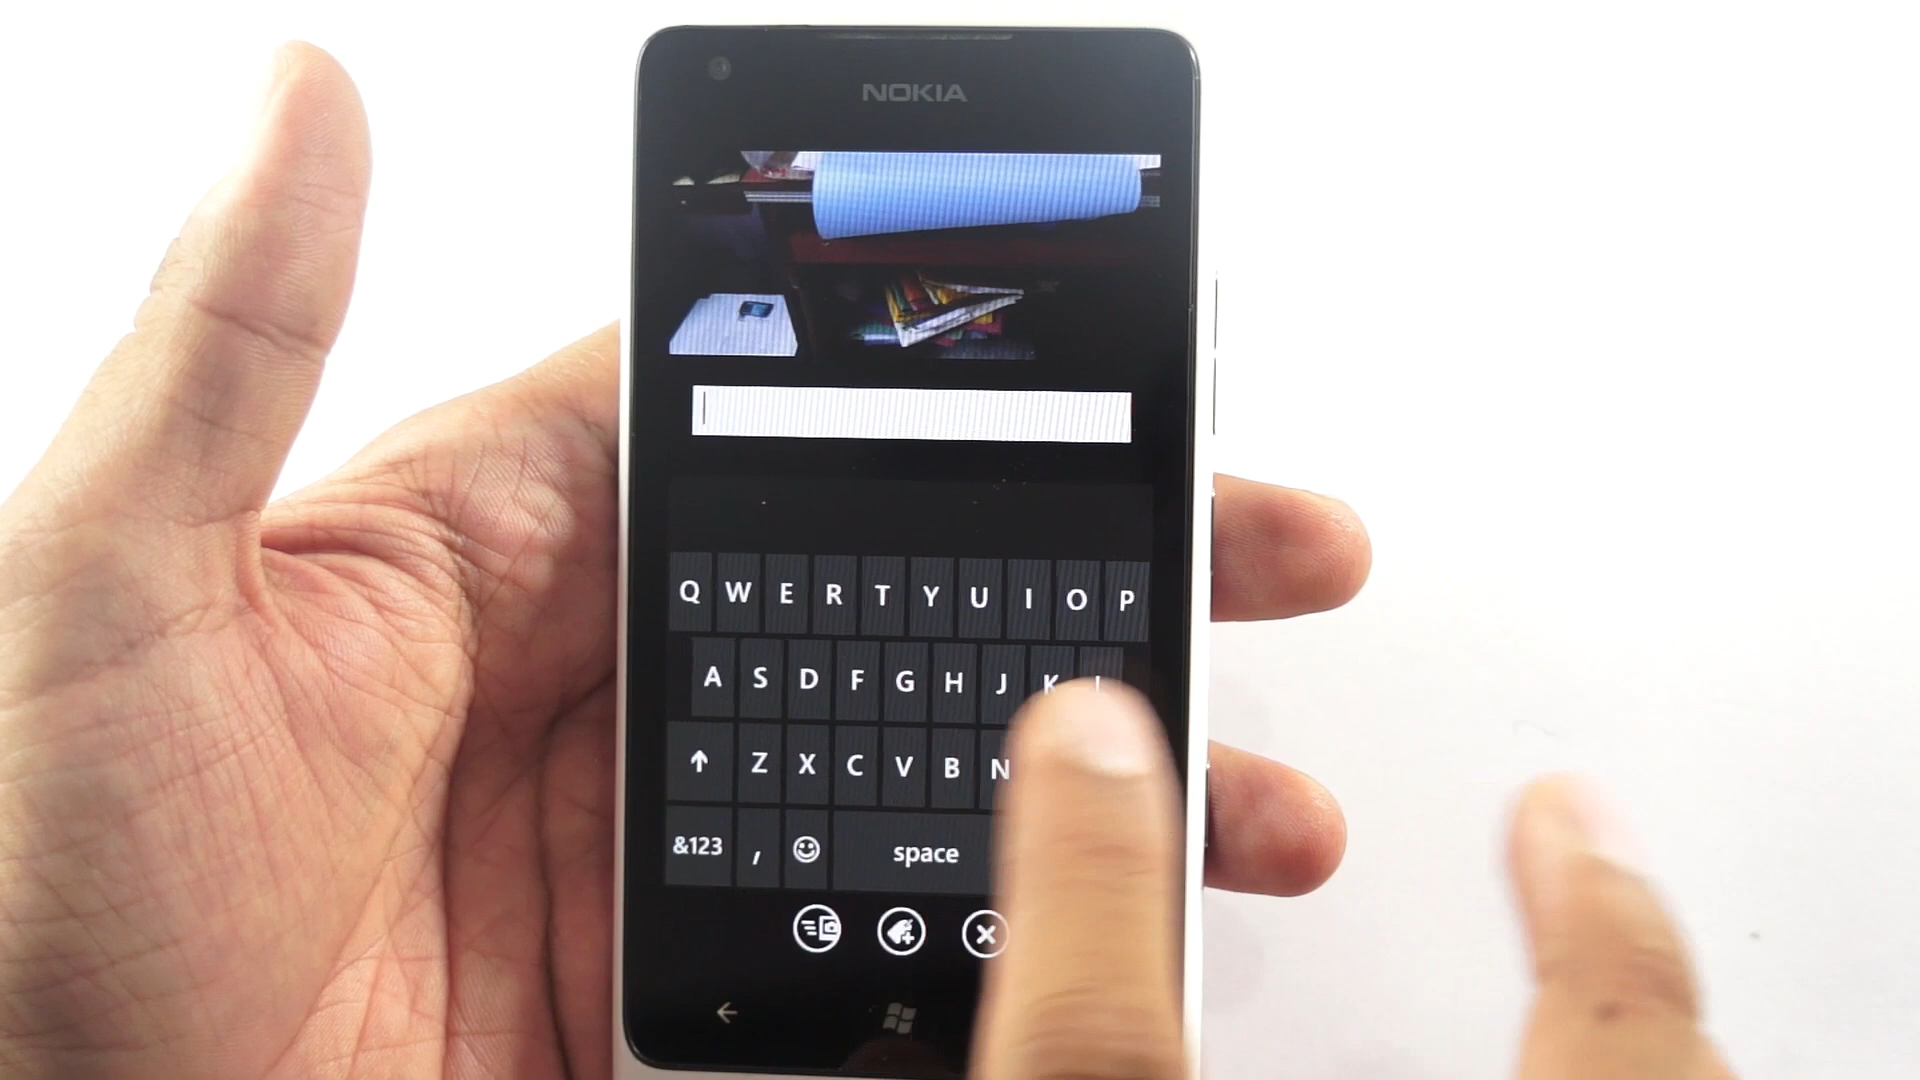 NOKIA
Q W E R T Y U I O P
A S D F G H J K
Z X C V B N
&123 , space